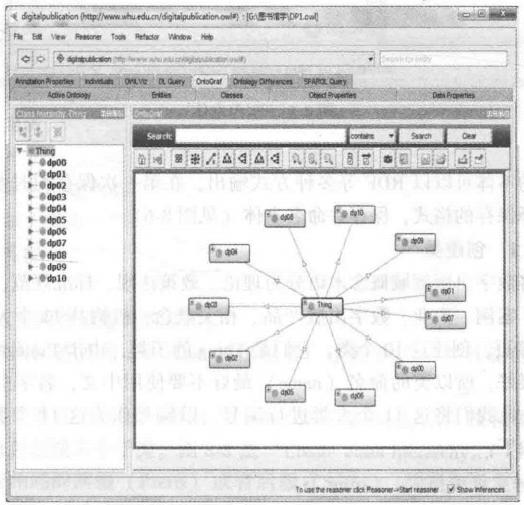 digitalpublication (http://www.whu.edu.cn/digitalpublication.owl#) : [G:\图书馆学\DP1.owl]
File Edit View Reasoner Tools Refactor Window Help
digitalpublication (http://www.whu.edu.cn/digitalpublication.owl#)
Search for entity
Annotation Properties Individuals OWLViz DL Query OntoGraf Ontology Differences SPARQL Query
Active Ontology Entities Classes Object Properties Data Properties
Class hierarchy: Thing
OntoGraf:
Search: contains Search Clear
Thing
dp00
dp01
dp02
dp03
dp04
dp05
dp06
dp07
dp08
dp09
dp10
dp08
dp10
dp04
dp09
dp03
Thing
dp01
dp07
dp02
dp05
dp06
dp00
To use the reasoner click Reasoner->Start reasoner Show Inferences